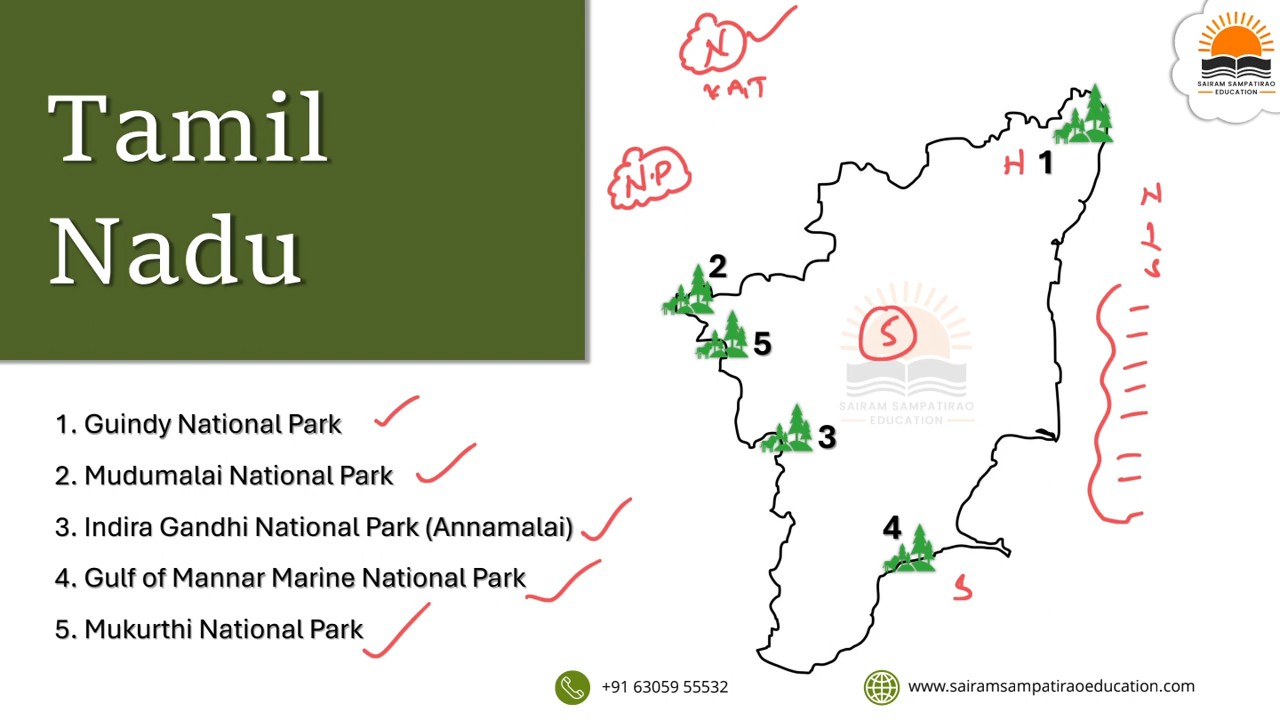 Tamil
Nadu
1. Guindy National Park
2. Mudumalai National Park
3. Indira Gandhi National Park (Annamalai)
4. Gulf of Mannar Marine National Park
5. Mukurthi National Park
N
N.P
H 1
2
5
S
3
4
S
SAIRAM SAMPATIRAO
EDUCATION
SAIRAM SAMPATIRAO
EDUCATION
+91 63059 55532
www.sairamsampatiraoeducation.com